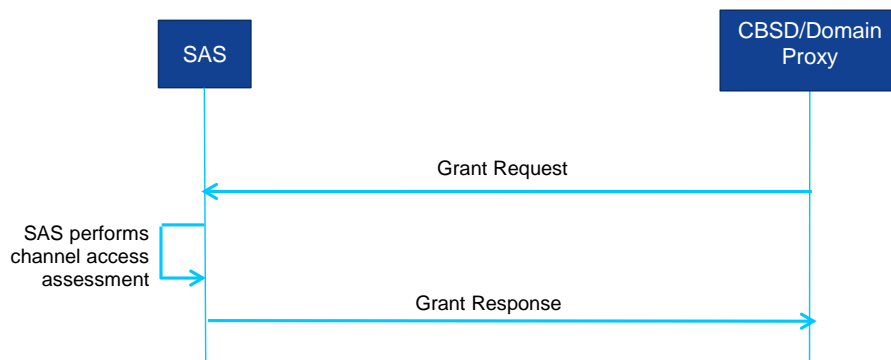 SAS
CBSD/Domain
Proxy
Grant Request
SAS performs
channel access
assessment
Grant Response